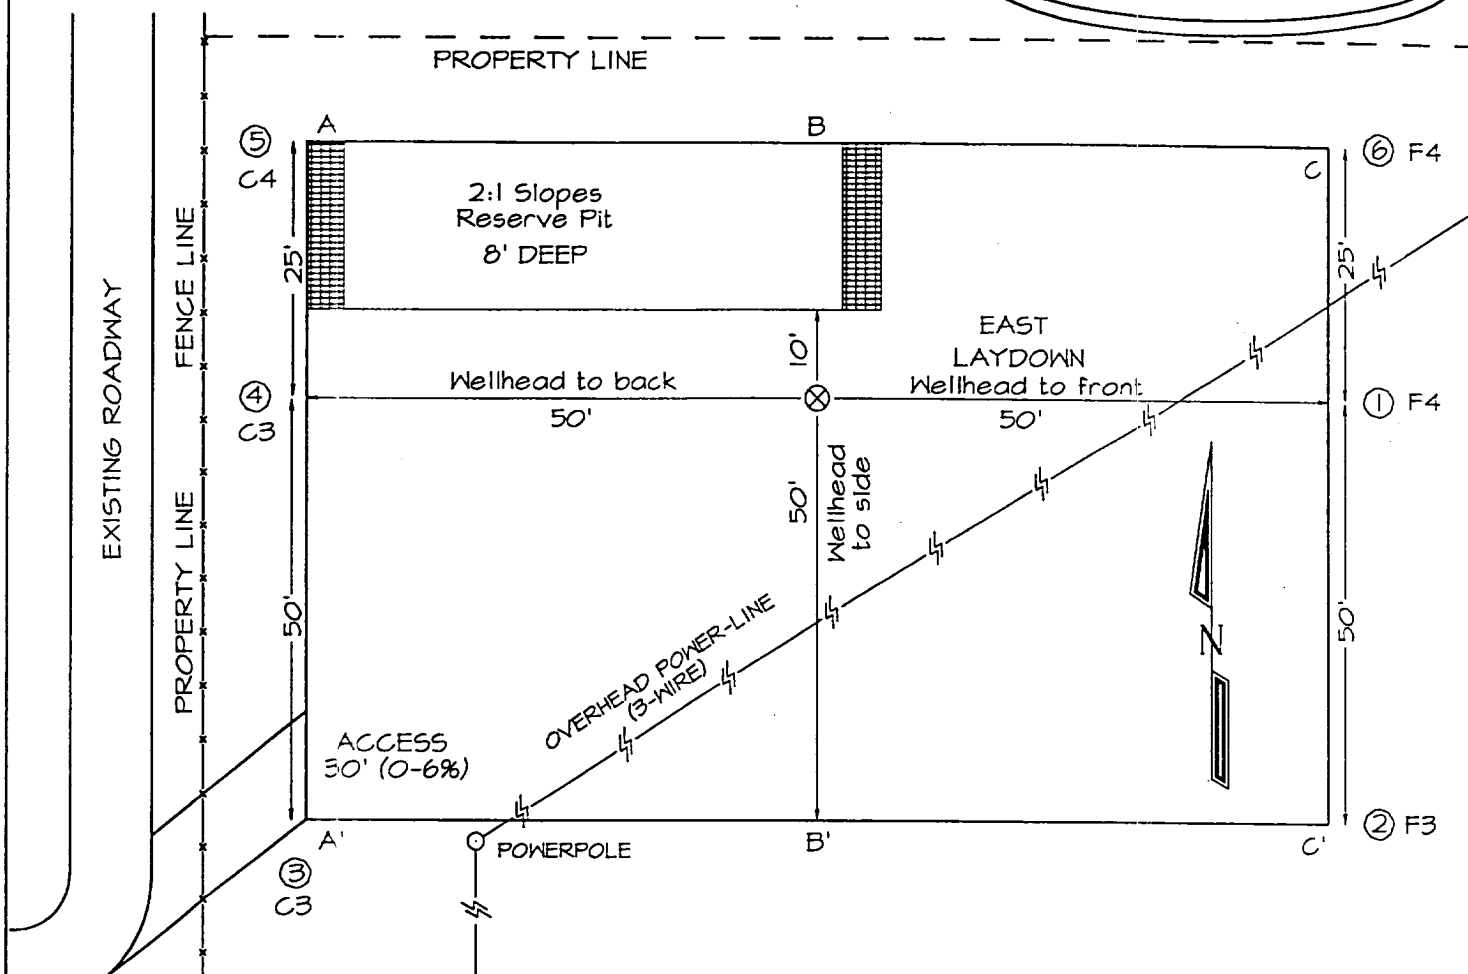 PROPERTY LINE
A
B
C
5
C4
6 F4
2:1 Slopes
Reserve Pit
8' DEEP
25'
25'
FENCE LINE
EXISTING ROADWAY
PROPERTY LINE
10'
EAST
LAYDOWN
Wellhead to back
50'
Wellhead to front
50'
4
C3
1 F4
50'
Wellhead
to side
50'
50'
N
OVERHEAD POWER-LINE
(3-WIRE)
ACCESS
30' (0-6%)
A'
B'
C'
2 F3
POWERPOLE
3
C3